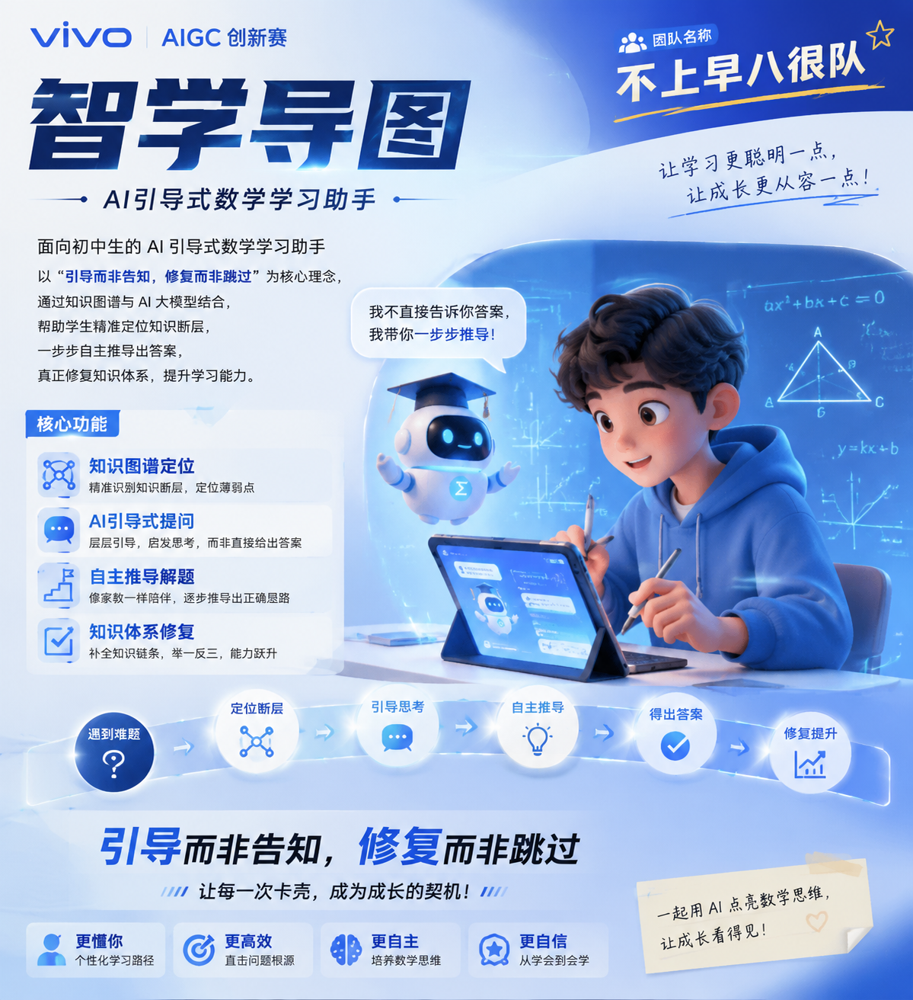 vivo AIGC 创新赛
团队名称
不上早八很队
智学导图
AI引导式数学学习助手
让学习更聪明一点，
让成长更从容一点！
面向初中生的 AI 引导式数学学习助手
以“引导而非告知，修复而非跳过”为核心理念，
通过知识图谱与 AI 大模型结合，
帮助学生精准定位知识断层，
一步步自主推导出答案，
真正修复知识体系，提升学习能力。
我不直接告诉你答案，
我带你一步步推导！
ax²+bx+c=0
A
A
C
y=kx+b
Σ
核心功能
知识图谱定位
精准识别知识断层，定位薄弱点
AI引导式提问
层层引导，启发思考，而非直接给出答案
自主推导解题
像家教一样陪伴，逐步推导出正确思路
知识体系修复
补全知识链条，举一反三，能力跃升
遇到难题
定位断层
引导思考
自主推导
得出答案
修复提升
引导而非告知，修复而非跳过
让每一次卡壳，成为成长的契机！
更懂你
个性化学习路径
更高效
直击问题根源
更自主
培养数学思维
更自信
从学会到会学
一起用 AI 点亮数学思维，
让成长看得见！